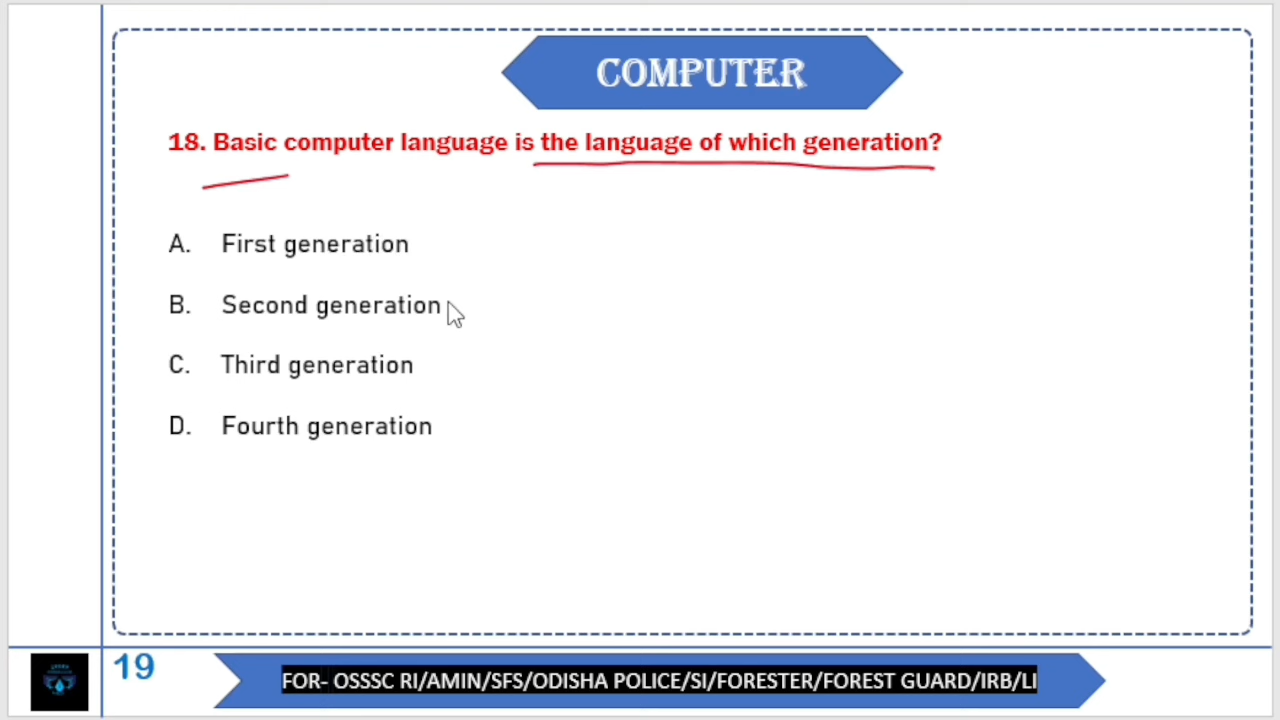 COMPUTER
18. Basic computer language is the language of which generation?
A. First generation
B. Second generation
C. Third generation
D. Fourth generation
19
FOR- OSSSC RI/AMIN/SFS/ODISHA POLICE/SI/FORESTER/FOREST GUARD/IRB/LI